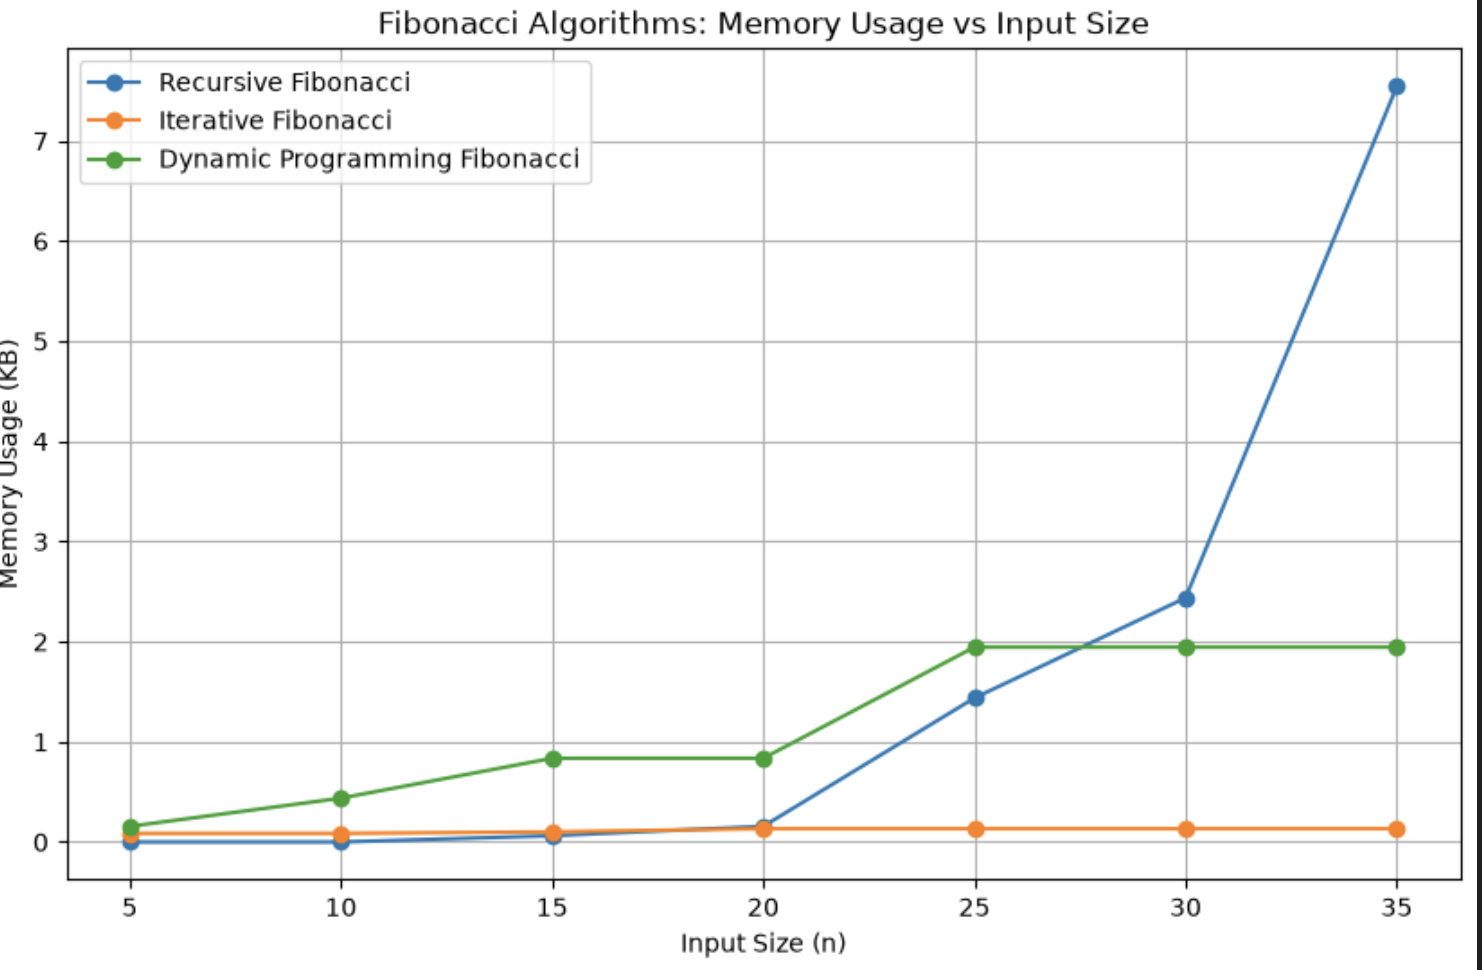 Fibonacci Algorithms: Memory Usage vs Input Size
Recursive Fibonacci
Iterative Fibonacci
Dynamic Programming Fibonacci
7
6
5
4
3
2
1
0
Memory Usage (KB)
5 10 15 20 25 30 35
Input Size (n)